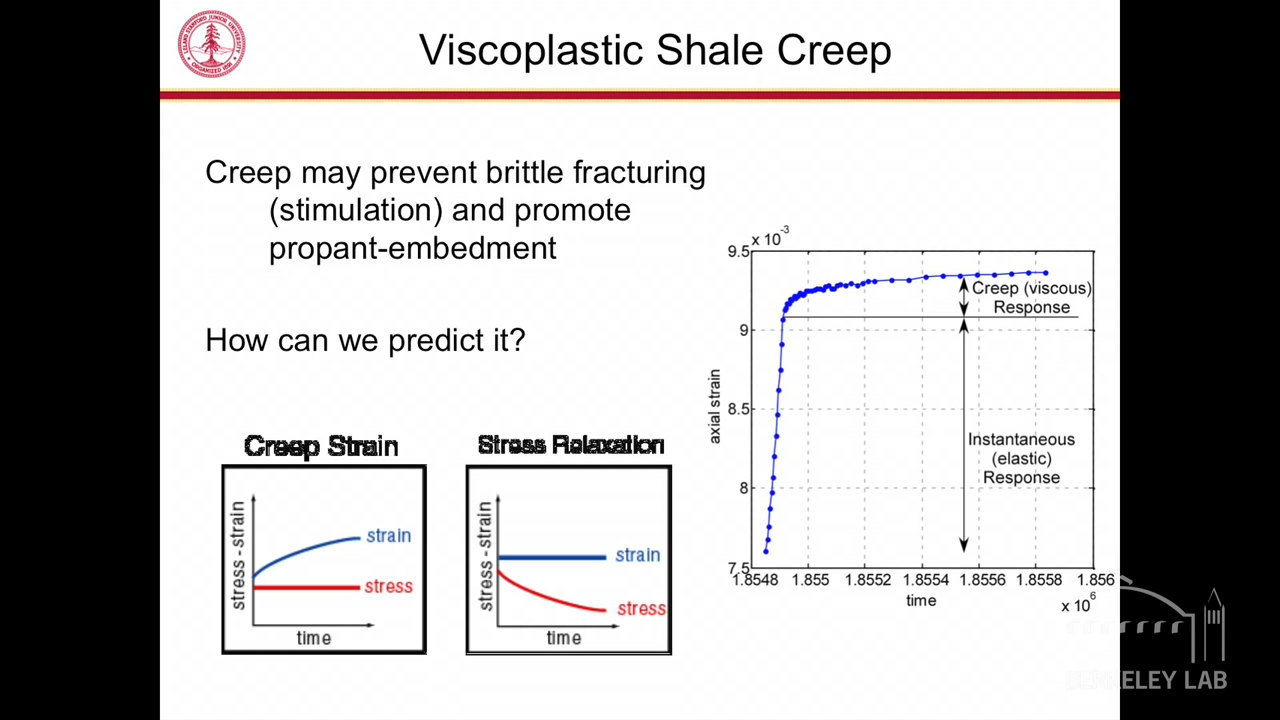 Viscoplastic Shale Creep
Creep may prevent brittle fracturing
(stimulation) and promote
propant-embedment
How can we predict it?
Creep Strain
stress - strain
strain
stress
time
Stress Relaxation
stress - strain
strain
stress
time
x 10⁻³
9.5
9
8.5
8
7.5
axial strain
Creep (viscous)
Response
Instantaneous
(elastic)
Response
1.8548 1.855 1.8552 1.8554 1.8556 1.8558 1.856
time
x 10⁶
BERKELEY LAB